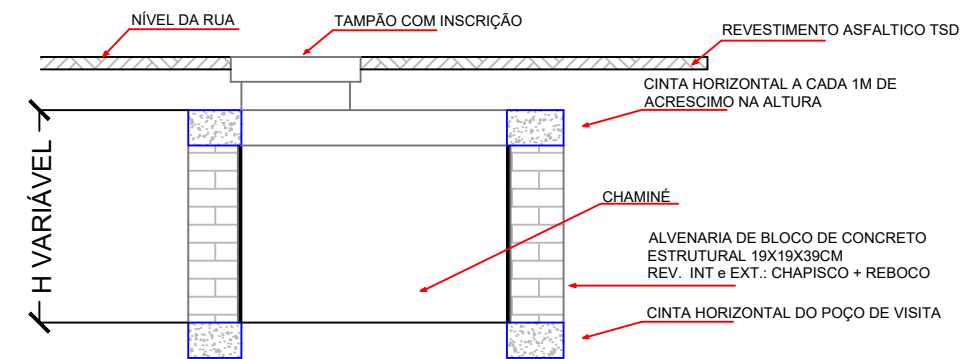 NÍVEL DA RUA
TAMPÃO COM INSCRIÇÃO
REVESTIMENTO ASFALTICO TSD
CINTA HORIZONTAL A CADA 1M DE
ACRESCIMO NA ALTURA
H VARIÁVEL
CHAMINÉ
ALVENARIA DE BLOCO DE CONCRETO
ESTRUTURAL 19X19X39CM
REV. INT e EXT.: CHAPISCO + REBOCO
CINTA HORIZONTAL DO POÇO DE VISITA